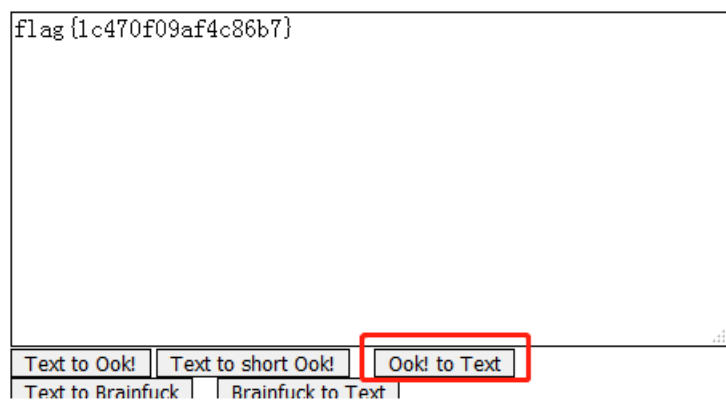 flag{1c470f09af4c86b7}
Text to Ook! Text to short Ook! Ook! to Text
Text to Brainfuck Brainfuck to Text